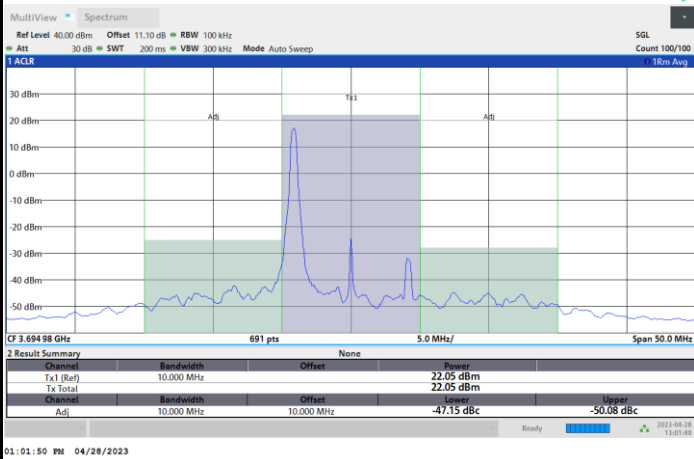 MultiView Spectrum
Ref Level 40.00 dBm Offset 11.10 dB RBW 100 kHz SGL
Att 30 dB SWT 200 ms VBW 300 kHz Mode Auto Sweep Count 100/100
1 ACLR 1Rm Avg
30 dBm
Tx1
20 dBm
Adj Adj
10 dBm
0 dBm
-10 dBm
-20 dBm
-30 dBm
-40 dBm
-50 dBm
CF 3.694 98 GHz 691 pts 5.0 MHz/ Span 50.0 MHz
2 Result Summary None
Channel Bandwidth Offset Power
Tx1 (Ref) 10.000 MHz 22.05 dBm
Tx Total 22.05 dBm
Channel Bandwidth Offset Lower Upper
Adj 10.000 MHz 10.000 MHz -47.15 dBc -50.08 dBc
Ready 2023-04-28
13:01:49
01:01:50 PM 04/28/2023